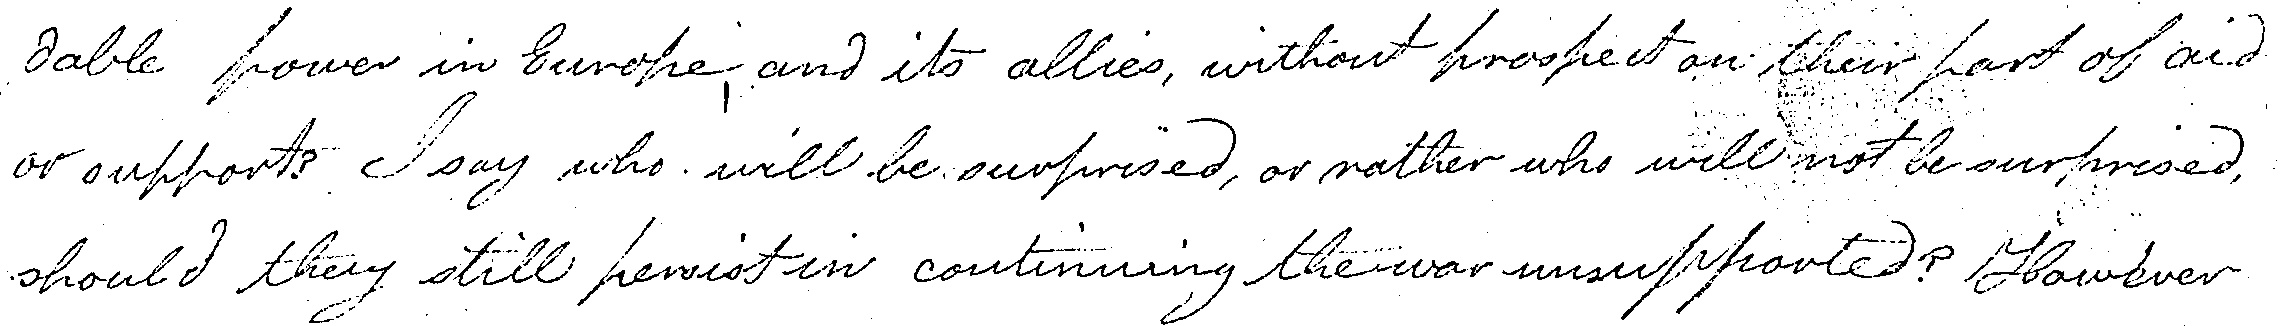 dable power in Europe, and its allies, without prospect on their part of aid
or support? I say who will be surprised, or rather who will not be surprised,
should they still persist in continuing the war unsupported? However